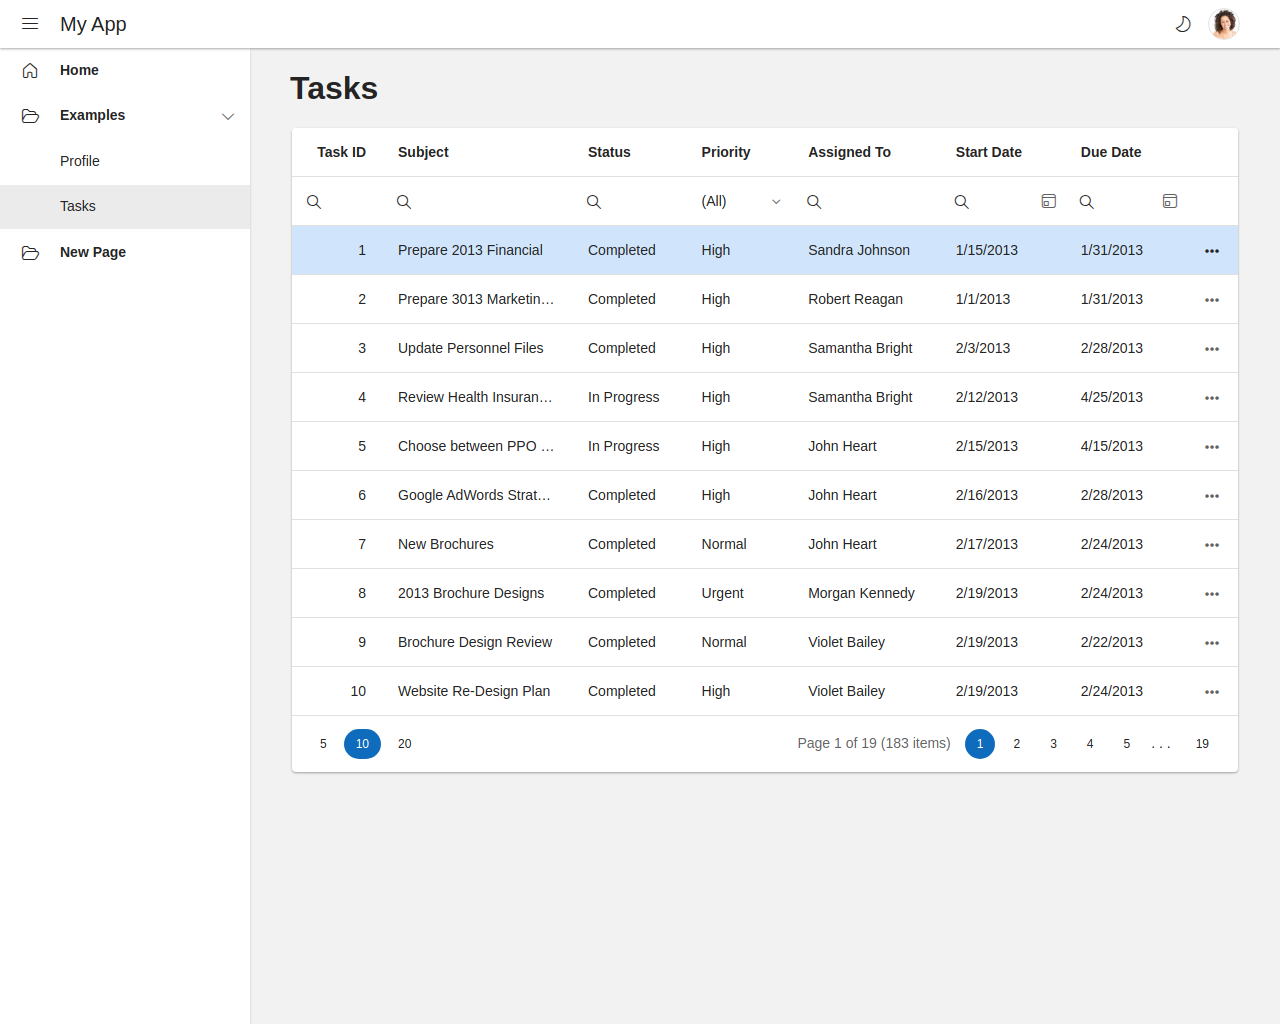 My App
Home
Examples
Profile
Tasks
New Page
Tasks
Task ID Subject Status Priority Assigned To Start Date Due Date
(All)
1 Prepare 2013 Financial Completed High Sandra Johnson 1/15/2013 1/31/2013
2 Prepare 3013 Marketin… Completed High Robert Reagan 1/1/2013 1/31/2013
3 Update Personnel Files Completed High Samantha Bright 2/3/2013 2/28/2013
4 Review Health Insuran… In Progress High Samantha Bright 2/12/2013 4/25/2013
5 Choose between PPO … In Progress High John Heart 2/15/2013 4/15/2013
6 Google AdWords Strat… Completed High John Heart 2/16/2013 2/28/2013
7 New Brochures Completed Normal John Heart 2/17/2013 2/24/2013
8 2013 Brochure Designs Completed Urgent Morgan Kennedy 2/19/2013 2/24/2013
9 Brochure Design Review Completed Normal Violet Bailey 2/19/2013 2/22/2013
10 Website Re-Design Plan Completed High Violet Bailey 2/19/2013 2/24/2013
5 10 20 Page 1 of 19 (183 items) 1 2 3 4 5 . . . 19